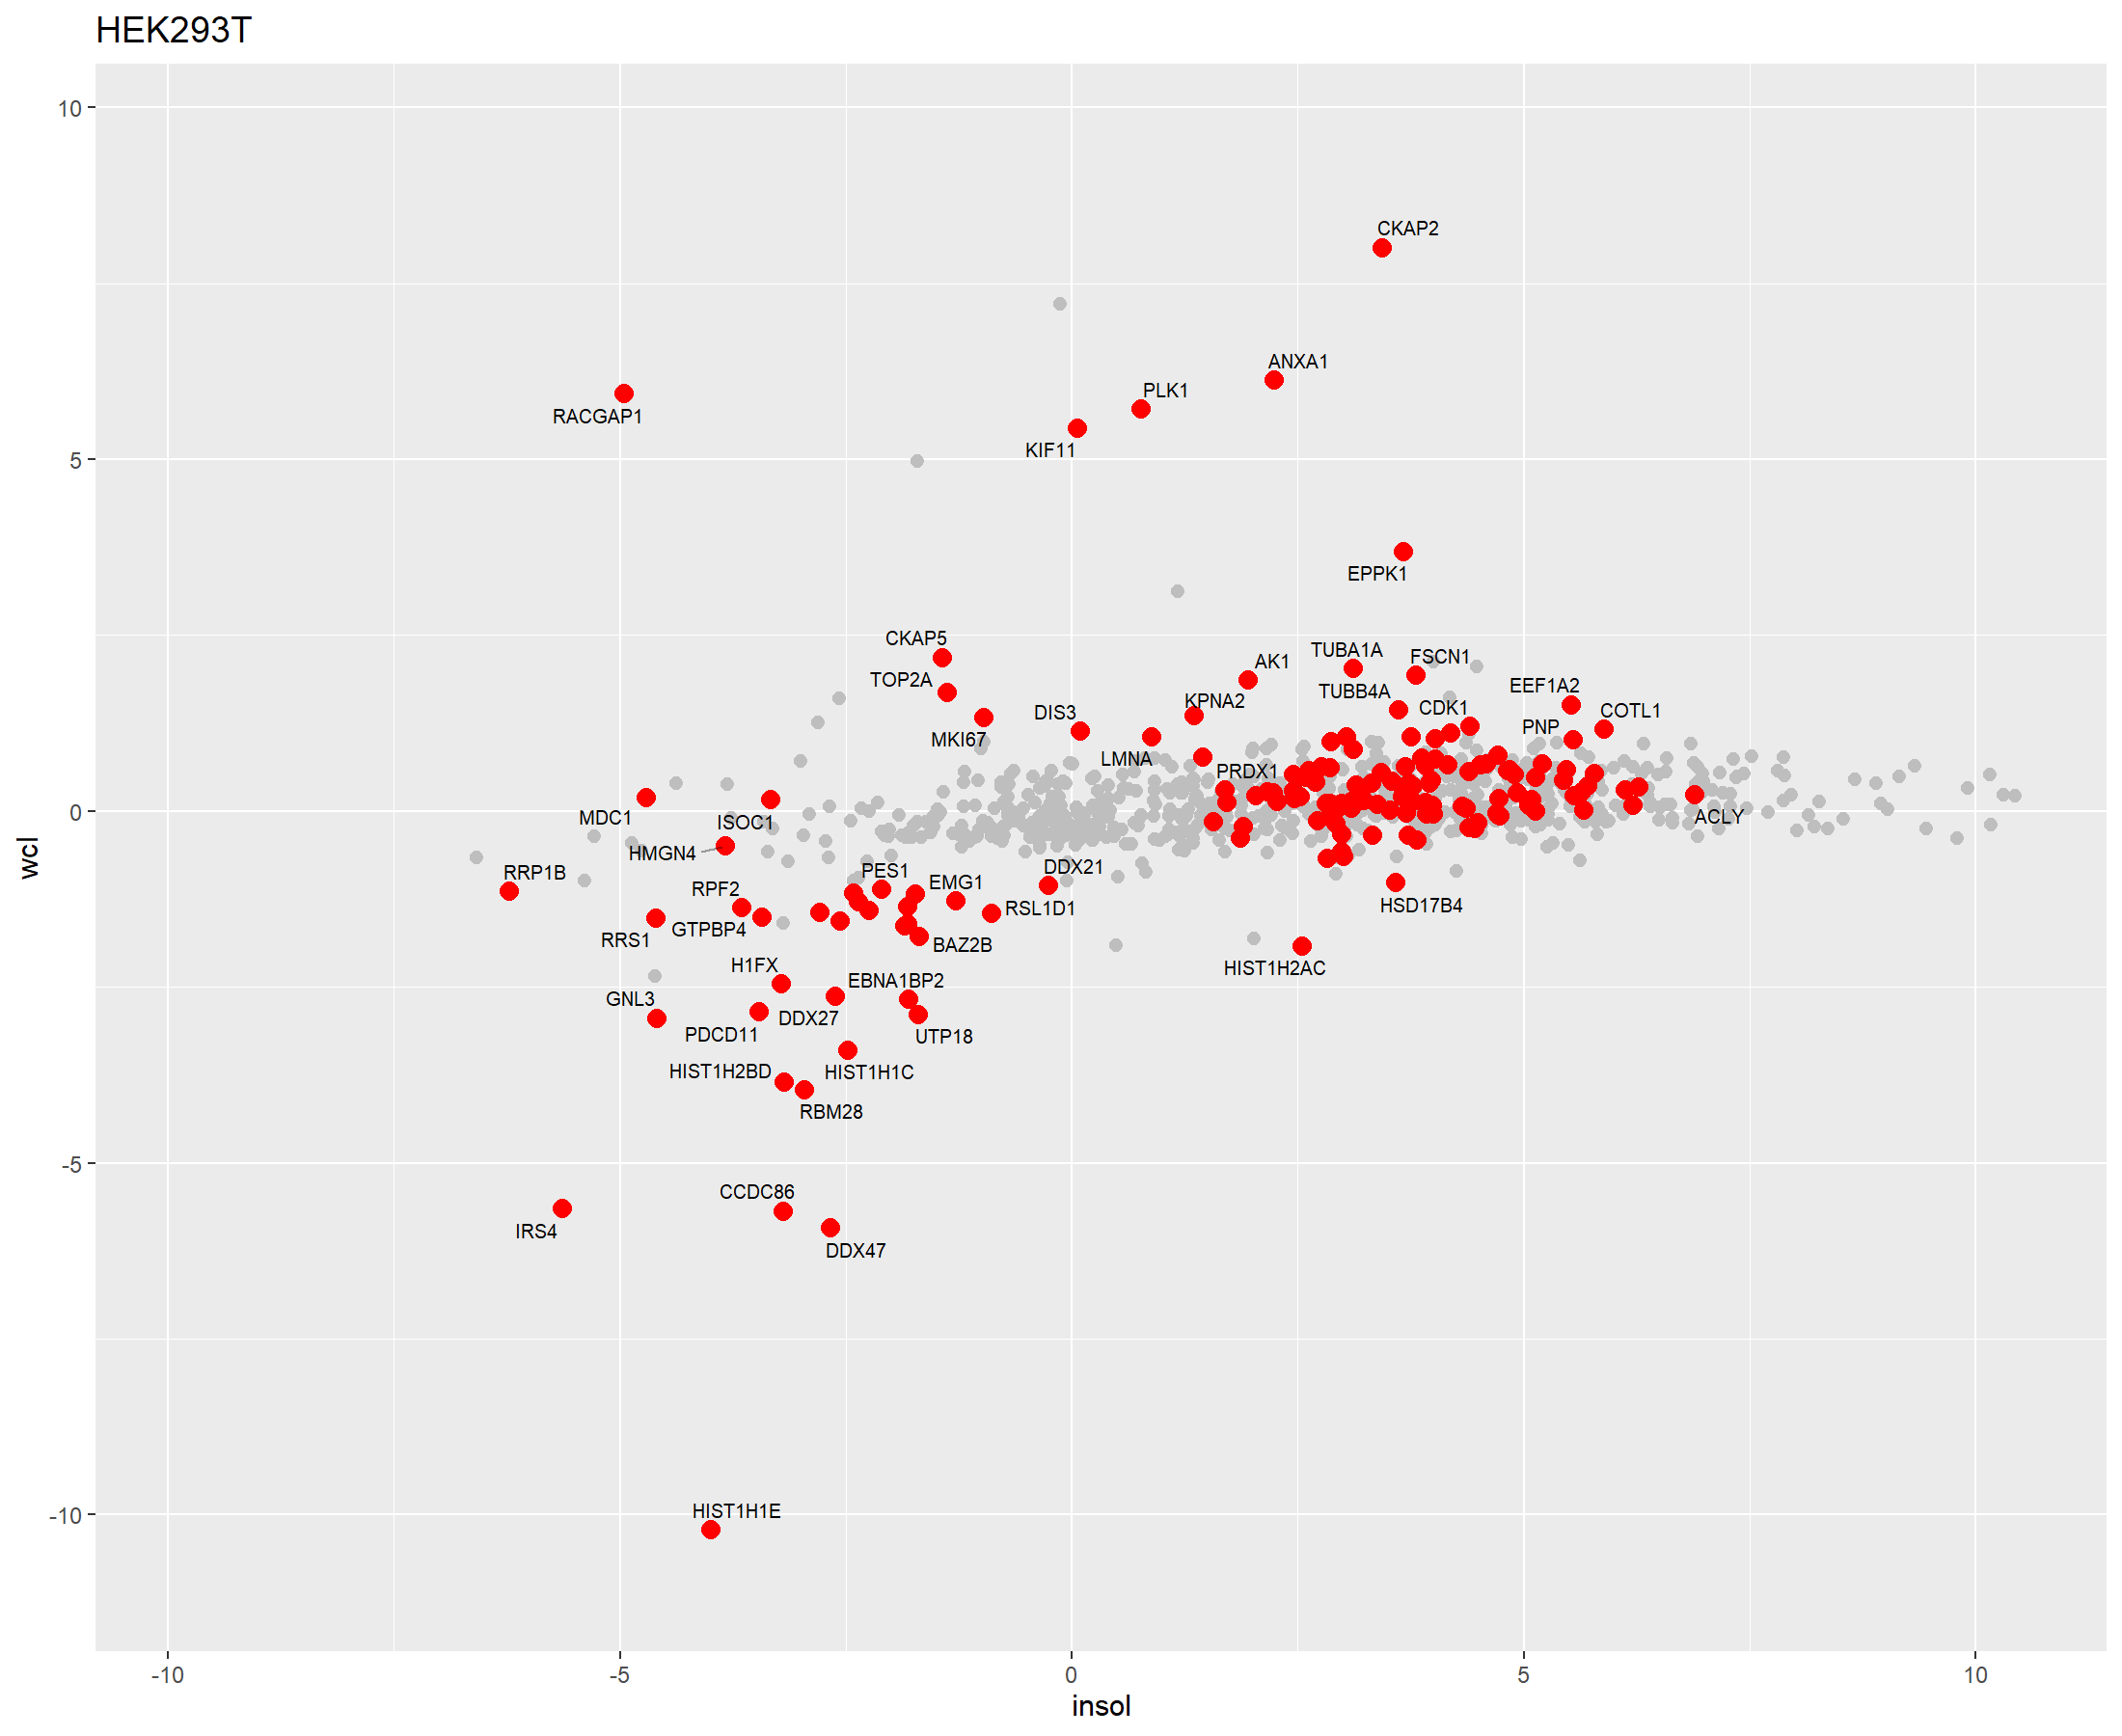 HEK293T
10
CKAP2
ANXA1
PLK1
RACGAP1
KIF11
5
EPPK1
CKAP5
TUBA1A
FSCN1
AK1
TOP2A
EEF1A2
TUBB4A
KPNA2
CDK1
COTL1
DIS3
PNP
MKI67
LMNA
PRDX1
0
MDC1
ISOC1
ACLY
HMGN4
wcl
RRP1B
PES1
DDX21
RPF2
EMG1
HSD17B4
RSL1D1
GTPBP4
RRS1
BAZ2B
H1FX
HIST1H2AC
EBNA1BP2
GNL3
DDX27
PDCD11
UTP18
HIST1H2BD
HIST1H1C
RBM28
-5
CCDC86
IRS4
DDX47
HIST1H1E
-10
-10
-5
0
5
10
insol